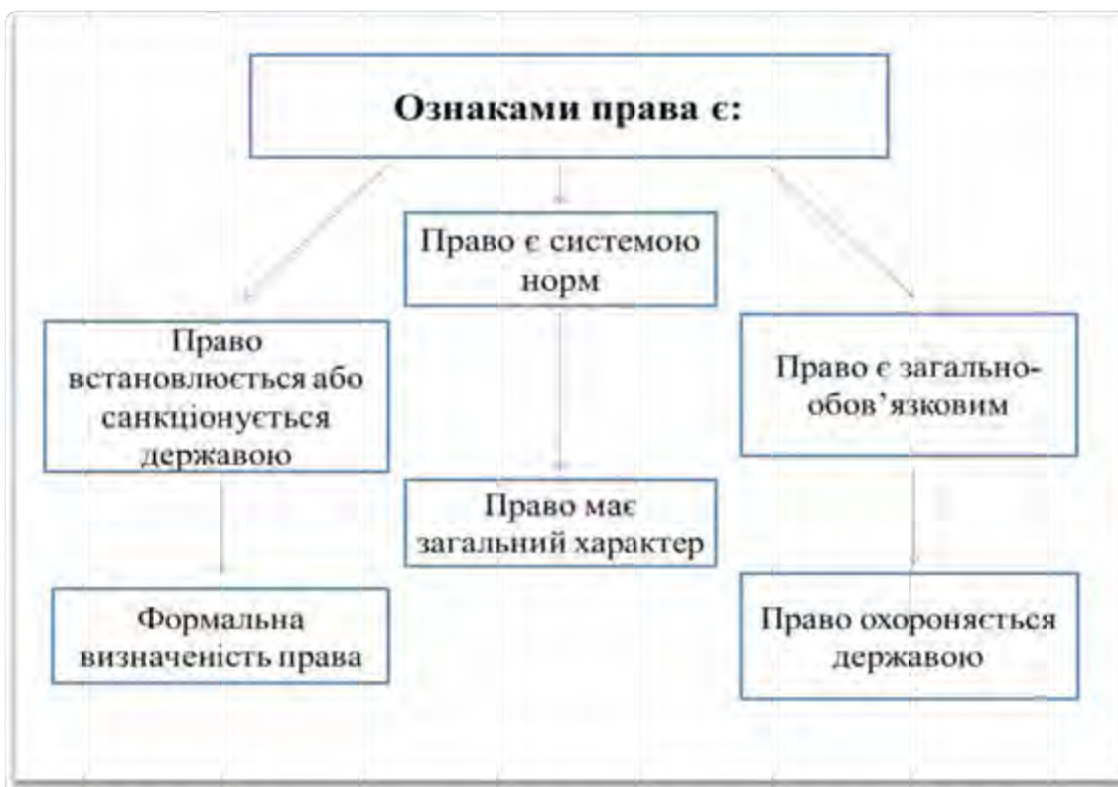 Ознаками права є:
Право є системою
норм
Право
встановлюється або
санкціонується
державою
Право є загально-
обов’язковим
Право має
загальний характер
Формальна
визначеність права
Право охороняється
державою